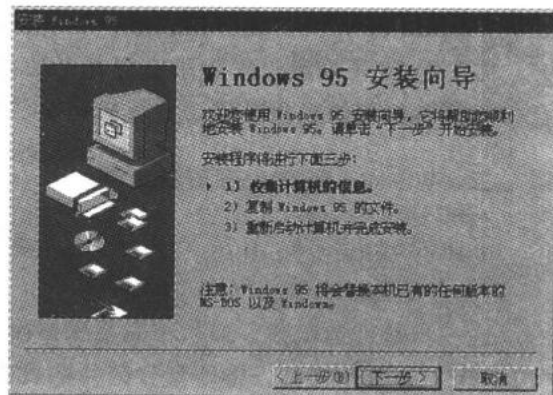 安装 Windows 95
Windows 95 安装向导
欢迎您使用 Windows 95 安装向导，它将帮助您顺利
地安装 Windows 95。请单击“下一步”开始安装。
安装程序将进行下面三步：
1) 收集计算机的信息。
2) 复制 Windows 95 的文件。
3) 重新启动计算机并完成安装。
注意：Windows 95 将会替换本机已有的任何版本的
MS-DOS 以及 Windows。
< 上一步(B)
下一步 >
取消